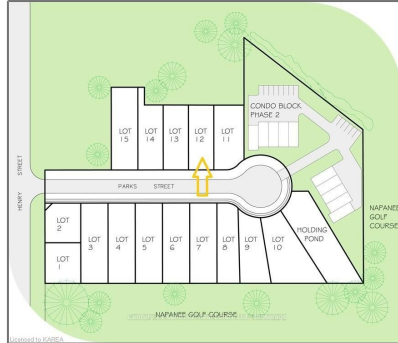 CONDO BLOCK
PHASE 2
LOT
15
LOT
14
LOT
13
LOT
12
LOT
11
HENRY STREET
PARKS STREET
LOT
2
LOT
1
LOT
3
LOT
4
LOT
5
LOT
6
LOT
7
LOT
8
LOT
9
LOT
10
HOLDING
POND
NAPANEE
GOLF
COURSE
NAPANEE GOLF COURSE
Licensed to KAREA